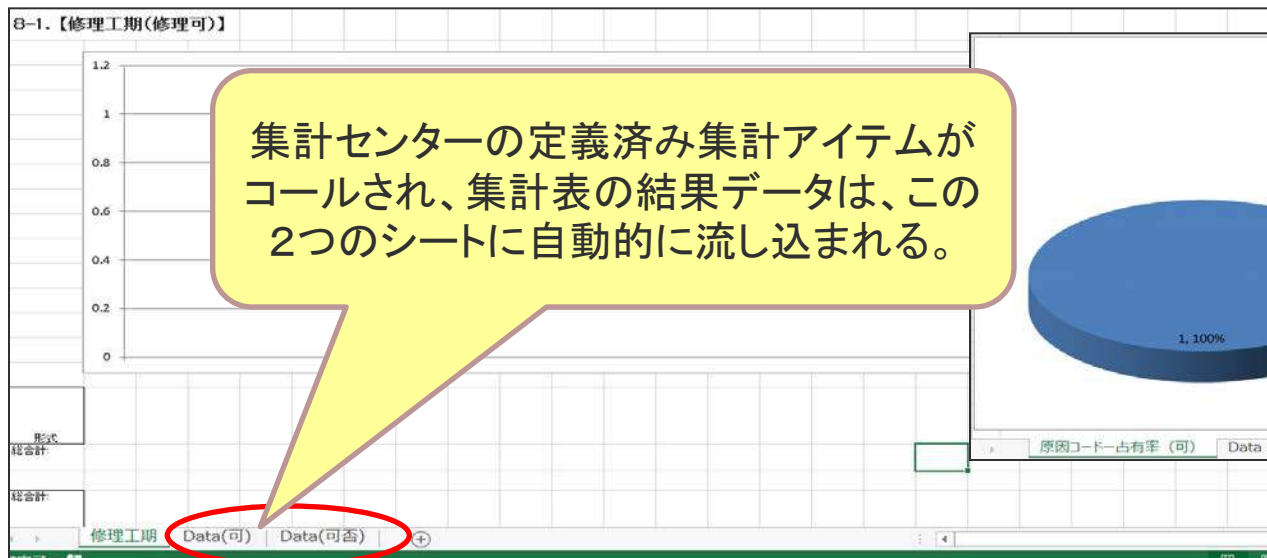 8-1.【修理工期(修理可)】
1.2
1
0.8
0.6
0.4
0.2
0
集計センターの定義済み集計アイテムが
コールされ、集計表の結果データは、この
２つのシートに自動的に流し込まれる。
1, 100%
形式
総合計
総合計
原因コードー占有率（可） Data
修理工期 Data(可) Data(可否)